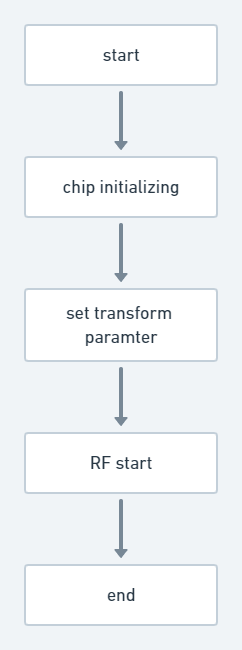 start
chip initializing
set transform
paramter
RF start
end